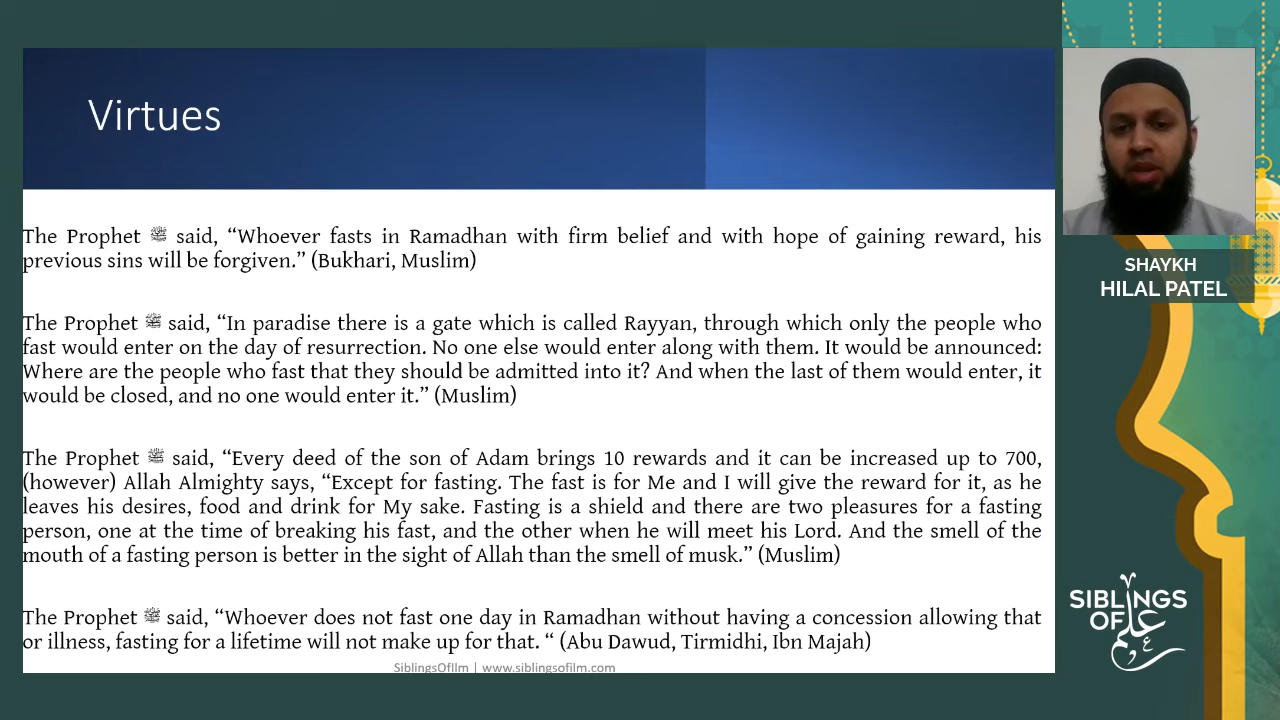 Virtues
The Prophet ﷺ said, “Whoever fasts in Ramadhan with firm belief and with hope of gaining reward, his
previous sins will be forgiven.” (Bukhari, Muslim)
The Prophet ﷺ said, “In paradise there is a gate which is called Rayyan, through which only the people who
fast would enter on the day of resurrection. No one else would enter along with them. It would be announced:
Where are the people who fast that they should be admitted into it? And when the last of them would enter, it
would be closed, and no one would enter it.” (Muslim)
The Prophet ﷺ said, “Every deed of the son of Adam brings 10 rewards and it can be increased up to 700,
(however) Allah Almighty says, “Except for fasting. The fast is for Me and I will give the reward for it, as he
leaves his desires, food and drink for My sake. Fasting is a shield and there are two pleasures for a fasting
person, one at the time of breaking his fast, and the other when he will meet his Lord. And the smell of the
mouth of a fasting person is better in the sight of Allah than the smell of musk.” (Muslim)
The Prophet ﷺ said, “Whoever does not fast one day in Ramadhan without having a concession allowing that
or illness, fasting for a lifetime will not make up for that. “ (Abu Dawud, Tirmidhi, Ibn Majah)
SiblingsOfIlm | www.siblingsofilm.com
SHAYKH
HILAL PATEL
SIBLINGS
OF علم